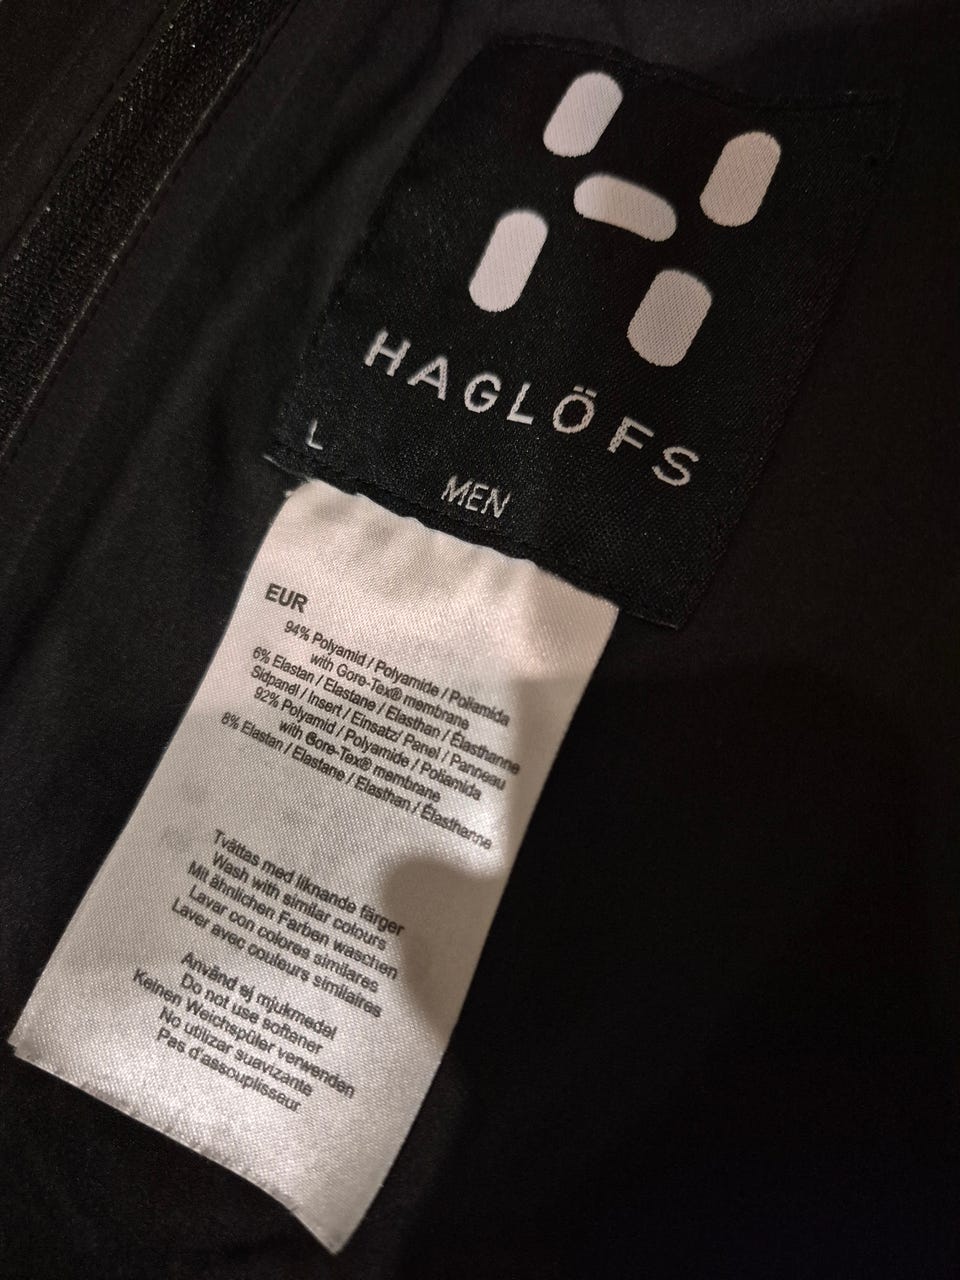 HAGLÖFS
L
MEN
EUR
94% Polyamid / Polyamide / Poliamida
with Gore-Tex® membrane
6% Elastan / Elastane / Elasthan / Élasthanne
Sidpanel / Insert / Einsatz/ Panel / Panneau
92% Polyamid / Polyamide / Poliamida
with Gore-Tex® membrane
8% Elastan / Elastane / Elasthan / Élasthanne
Tvättas med liknande färger
Wash with similar colours
Mit ähnlichen Farben waschen
Lavar con colores similares
Laver avec couleurs similaires
Använd ej mjukmedel
Do not use softener
Keinen Weichspüler verwenden
No utilizar suavizante
Pas d'assouplisseur